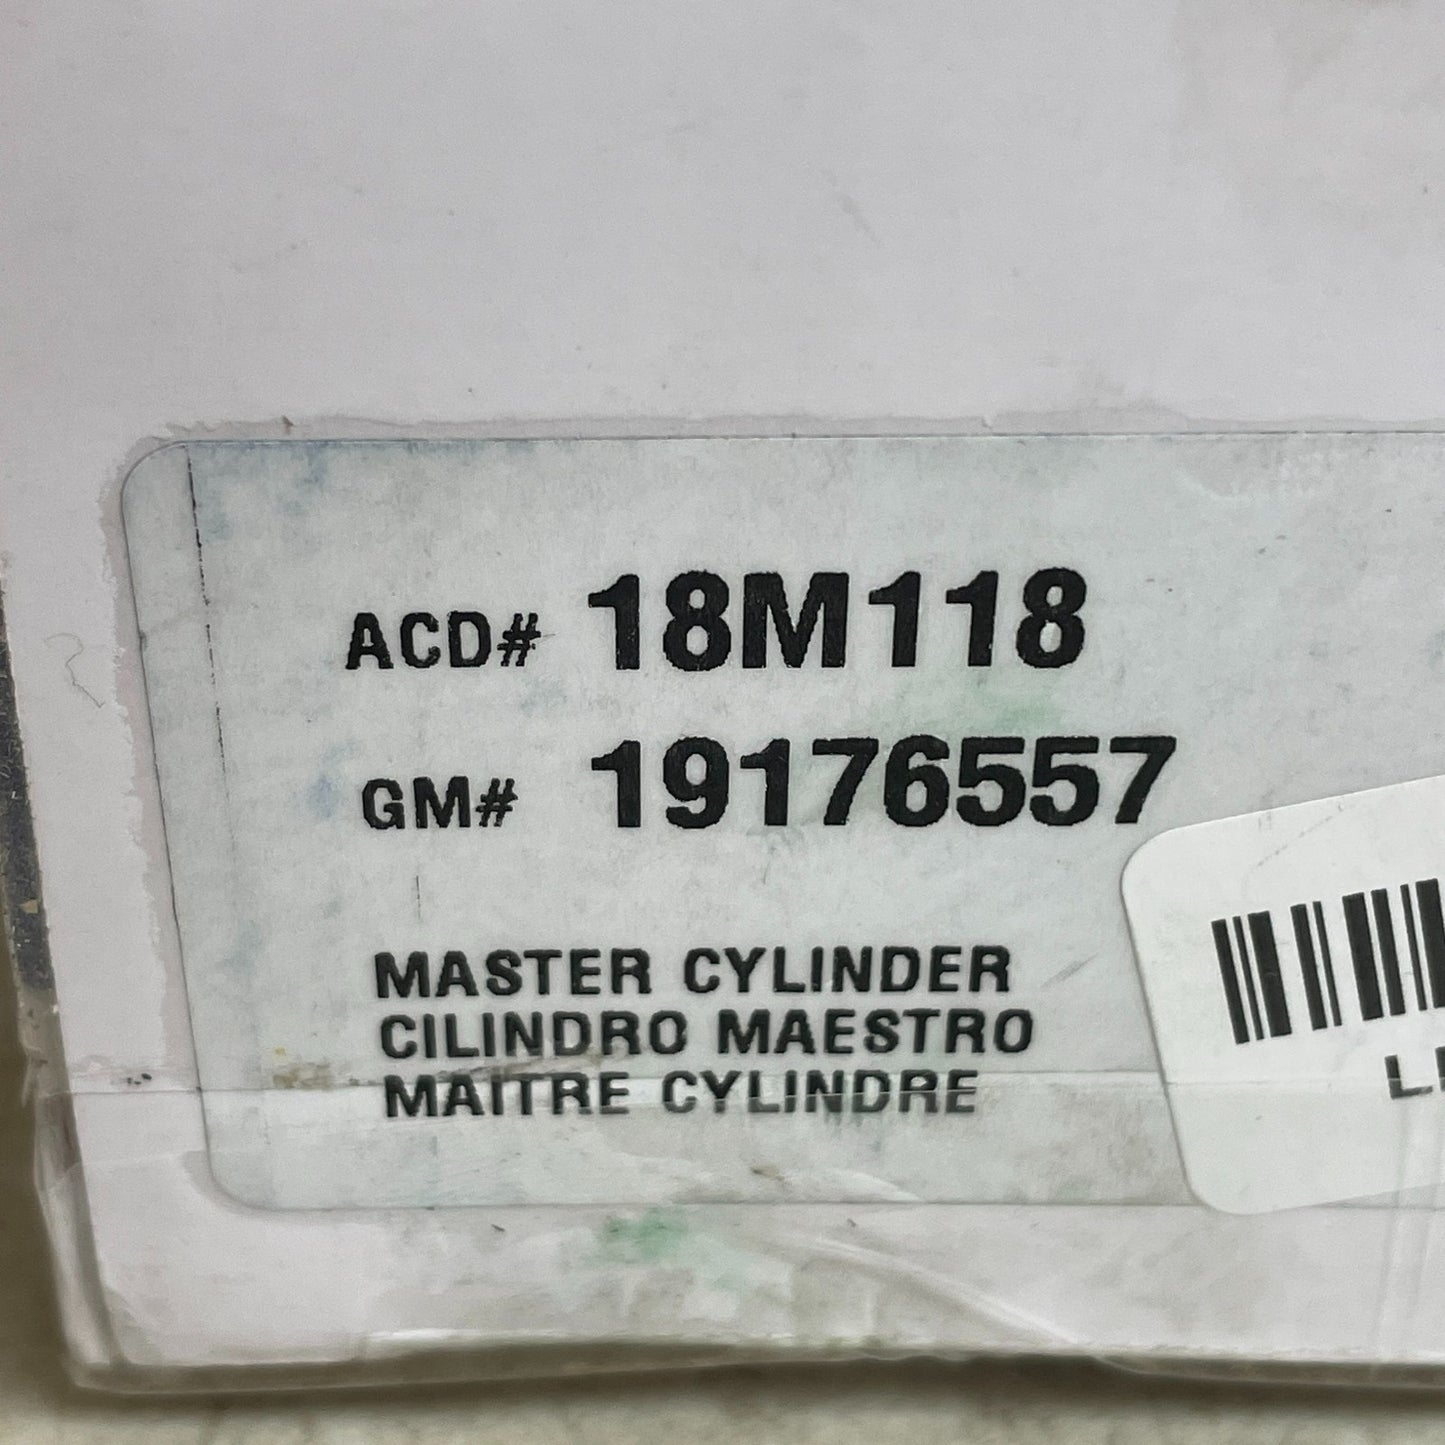 ACD# 18M118
GM# 19176557
MASTER CYLINDER
CILINDRO MAESTRO
MAITRE CYLINDRE